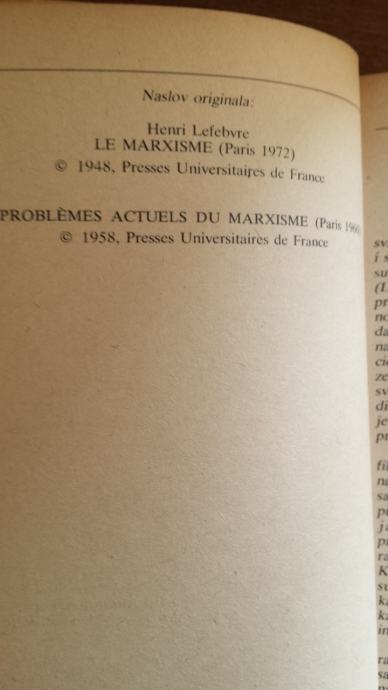 Naslov originala:
Henri Lefebvre
LE MARXISME (Paris 1972)
© 1948, Presses Universitaires de France
PROBLÈMES ACTUELS DU MARXISME (Paris
© 1958, Presses Universitaires de France